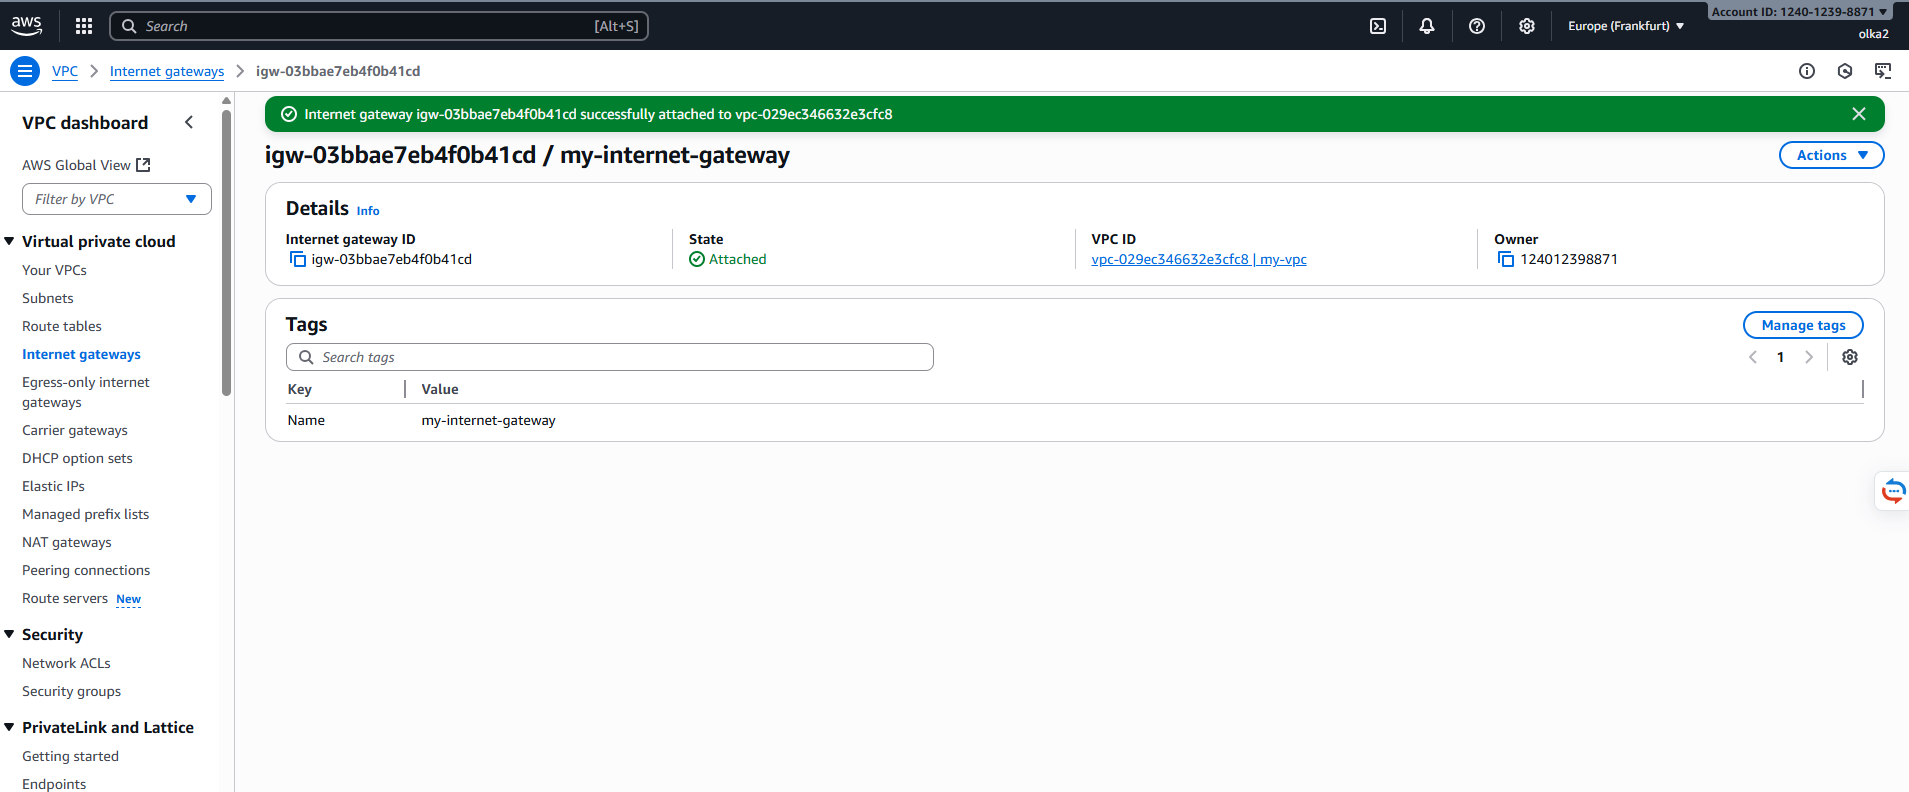 aws
Search [Alt+S]
Europe (Frankfurt)
Account ID: 1240-1239-8871
olka2
VPC
Internet gateways
igw-03bbae7eb4f0b41cd
VPC dashboard
AWS Global View
Filter by VPC
Virtual private cloud
Your VPCs
Subnets
Route tables
Internet gateways
Egress-only internet
gateways
Carrier gateways
DHCP option sets
Elastic IPs
Managed prefix lists
NAT gateways
Peering connections
Route servers New
Security
Network ACLs
Security groups
PrivateLink and Lattice
Getting started
Endpoints
Internet gateway igw-03bbae7eb4f0b41cd successfully attached to vpc-029ec346632e3cfc8
igw-03bbae7eb4f0b41cd / my-internet-gateway
Actions
Details Info
Internet gateway ID
igw-03bbae7eb4f0b41cd
State
Attached
VPC ID
vpc-029ec346632e3cfc8 | my-vpc
Owner
124012398871
Tags
Manage tags
Search tags
1
Key Value
Name my-internet-gateway